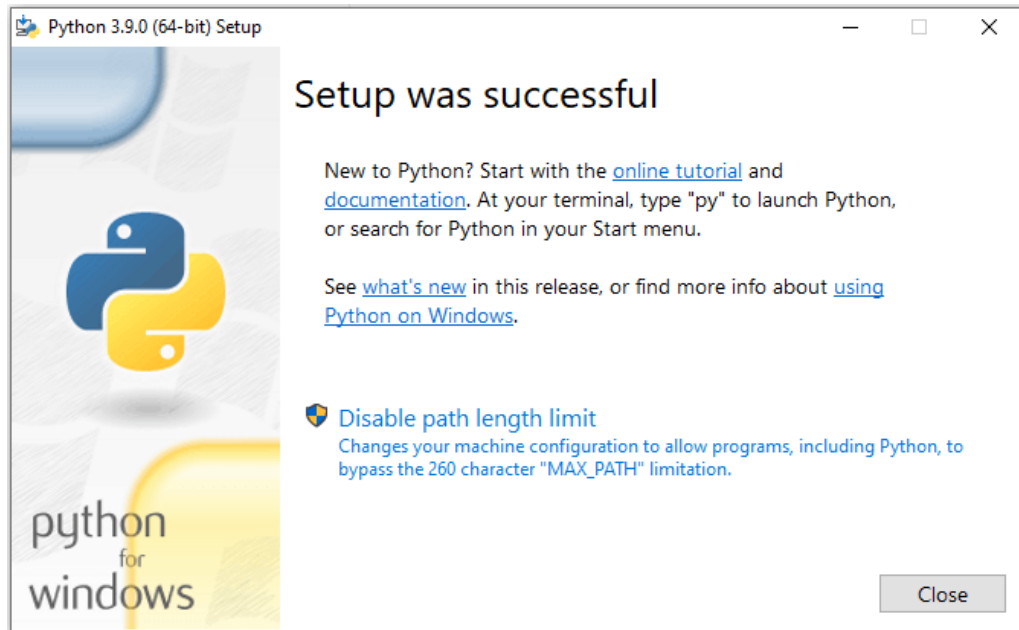 Python 3.9.0 (64-bit) Setup
Setup was successful
New to Python? Start with the online tutorial and
documentation. At your terminal, type "py" to launch Python,
or search for Python in your Start menu.
See what's new in this release, or find more info about using
Python on Windows.
Disable path length limit
Changes your machine configuration to allow programs, including Python, to
bypass the 260 character "MAX_PATH" limitation.
python
for
windows
Close